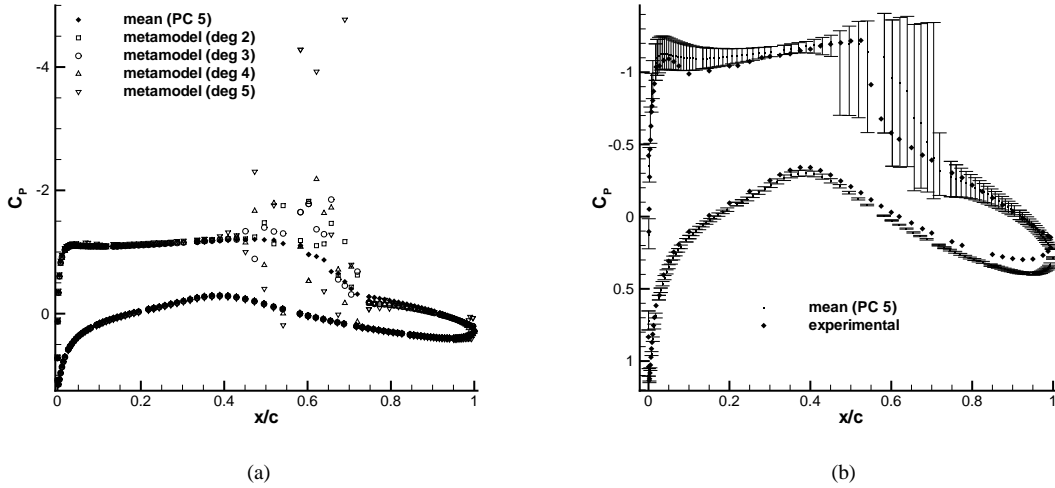 mean (PC 5)
metamodel (deg 2)
metamodel (deg 3)
metamodel (deg 4)
metamodel (deg 5)
-4
-2
0
C_P
0 0.2 0.4 0.6 0.8 1
x/c
(a)
-1
-0.5
0
0.5
1
C_P
mean (PC 5)
experimental
0 0.2 0.4 0.6 0.8 1
x/c
(b)